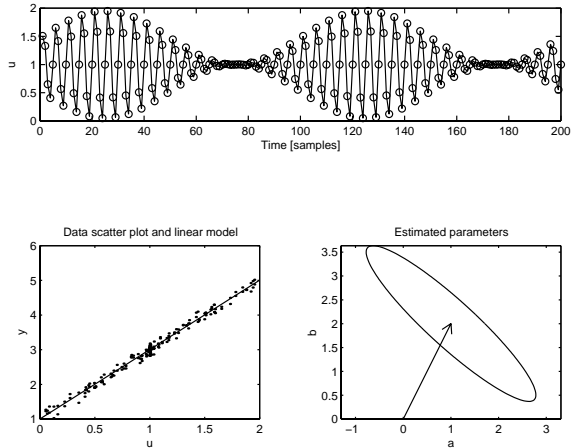 2
1.5
1
0.5
0
u
0 20 40 60 80 100 120 140 160 180 200
Time [samples]
Data scatter plot and linear model
6
5
4
3
2
1
y
0 0.5 1 1.5 2
u
Estimated parameters
3.5
3
2.5
2
1.5
1
0.5
0
b
-1 0 1 2 3
a